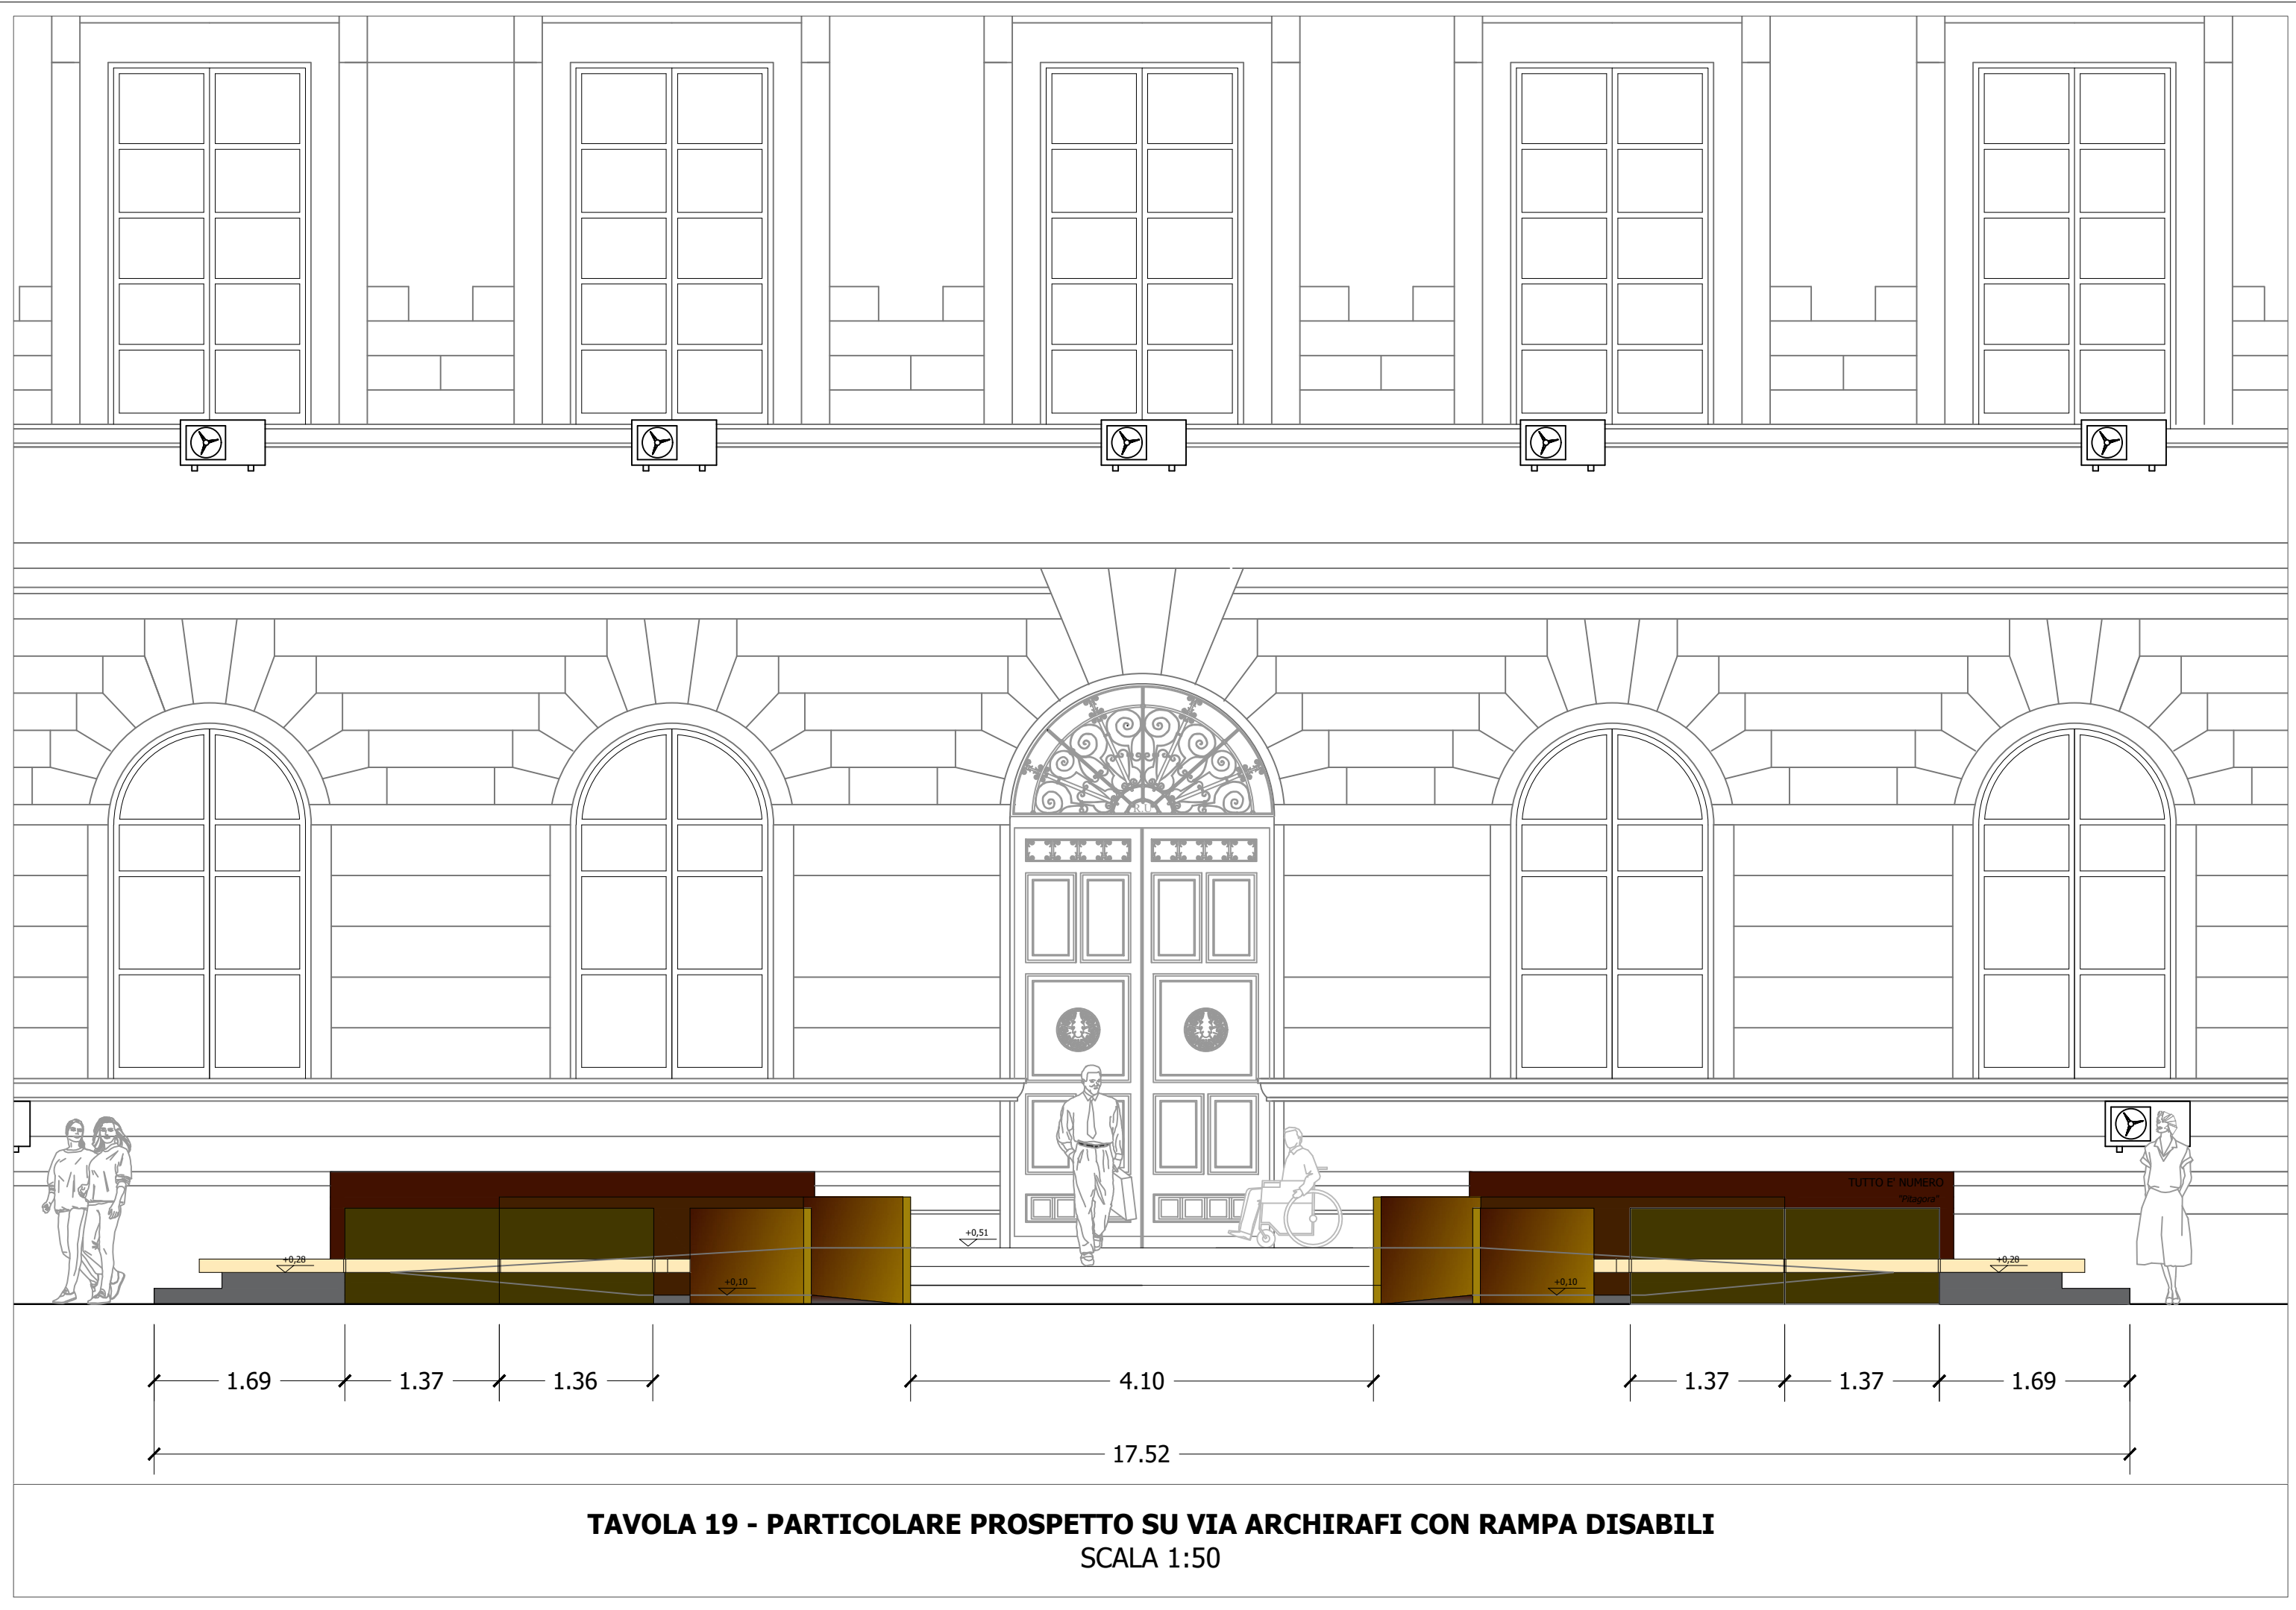 R.U.
TUTTO E' NUMERO
"Pitagora"
+0,51
+0,28
+0,28
+0,10
+0,10
1.69
1.37
1.36
4.10
1.37
1.37
1.69
17.52
TAVOLA 19 - PARTICOLARE PROSPETTO SU VIA ARCHIRAFI CON RAMPA DISABILI
SCALA 1:50